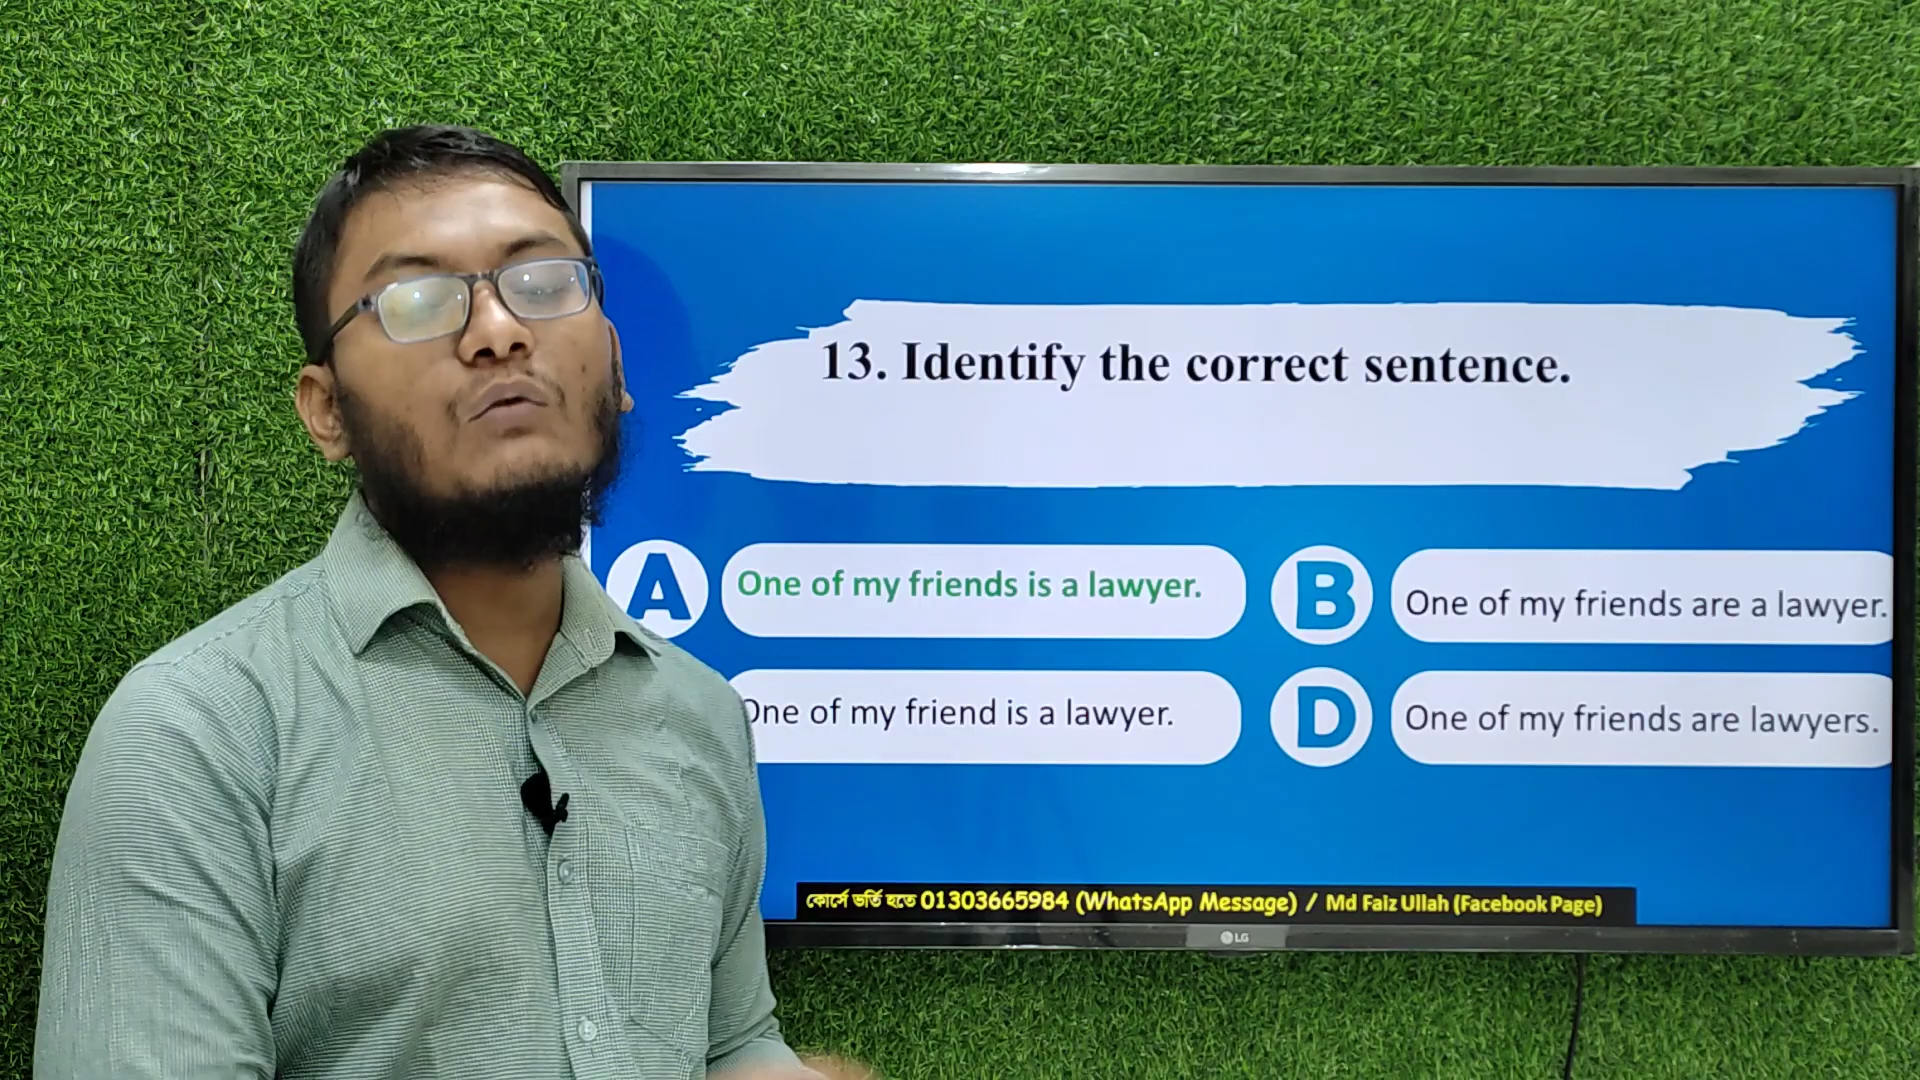 13. Identify the correct sentence.
A One of my friends is a lawyer.
B One of my friends are a lawyer.
One of my friend is a lawyer.
D One of my friends are lawyers.
কোর্সে ভর্তি হতে 01303665984 (WhatsApp Message) / Md Faiz Ullah (Facebook Page)
LG